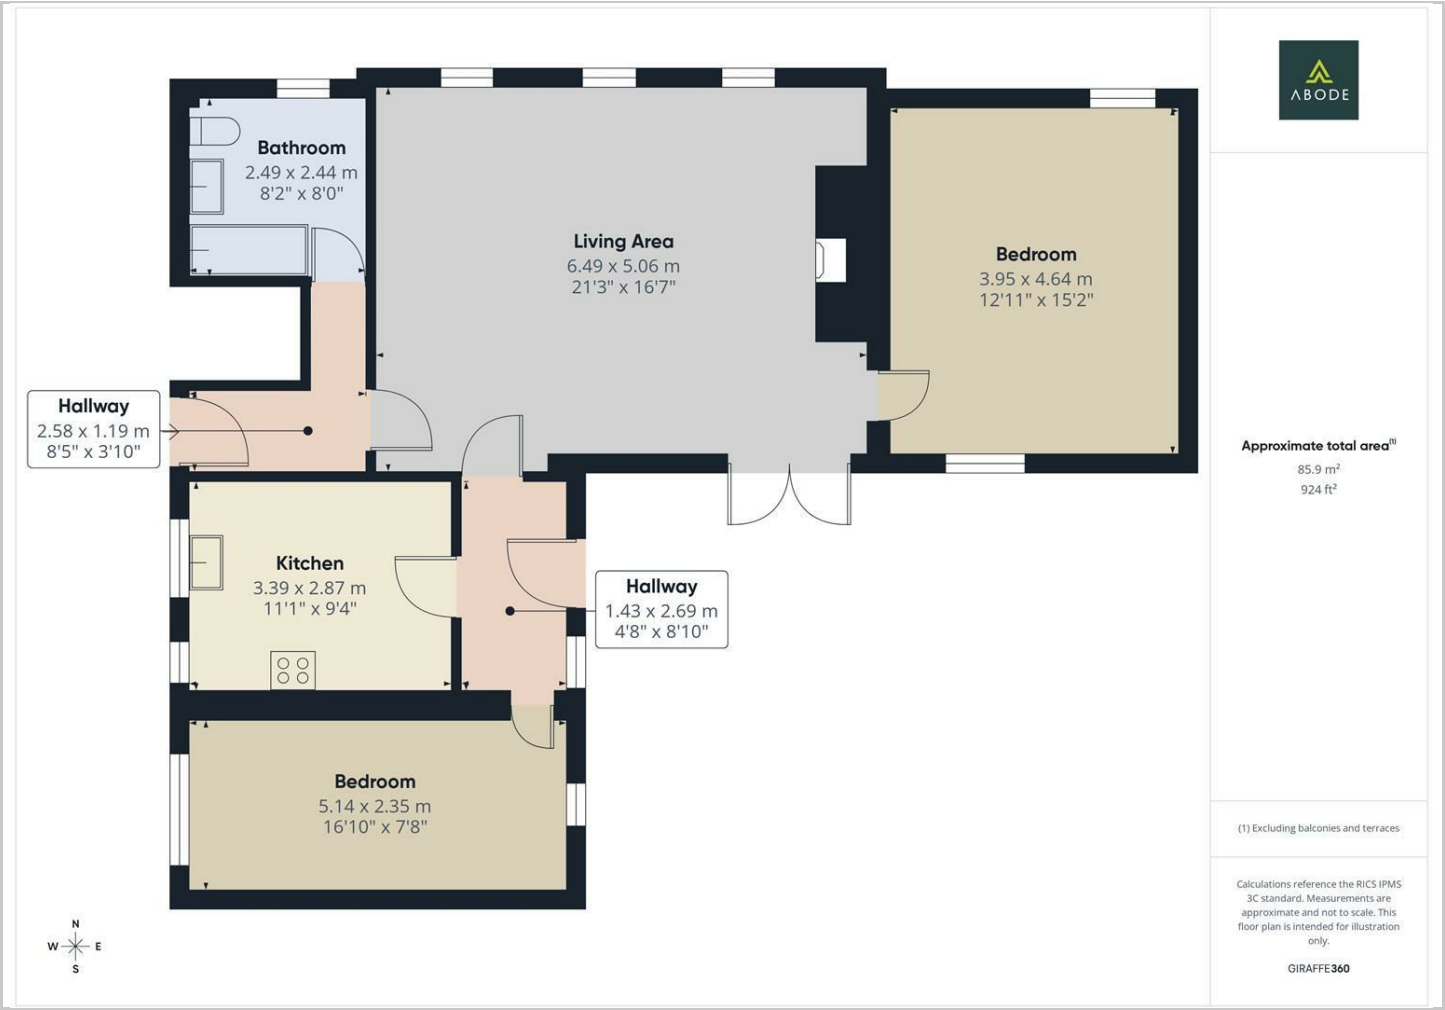 Bathroom
2.49 x 2.44 m
8'2" x 8'0"
Living Area
6.49 x 5.06 m
21'3" x 16'7"
Bedroom
3.95 x 4.64 m
12'11" x 15'2"
Hallway
2.58 x 1.19 m
8'5" x 3'10"
Kitchen
3.39 x 2.87 m
11'1" x 9'4"
Hallway
1.43 x 2.69 m
4'8" x 8'10"
Bedroom
5.14 x 2.35 m
16'10" x 7'8"
N
W E
S
ABODE
Approximate total area(1)
85.9 m²
924 ft²
(1) Excluding balconies and terraces
Calculations reference the RICS IPMS
3C standard. Measurements are
approximate and not to scale. This
floor plan is intended for illustration
only.
GIRAFFE360